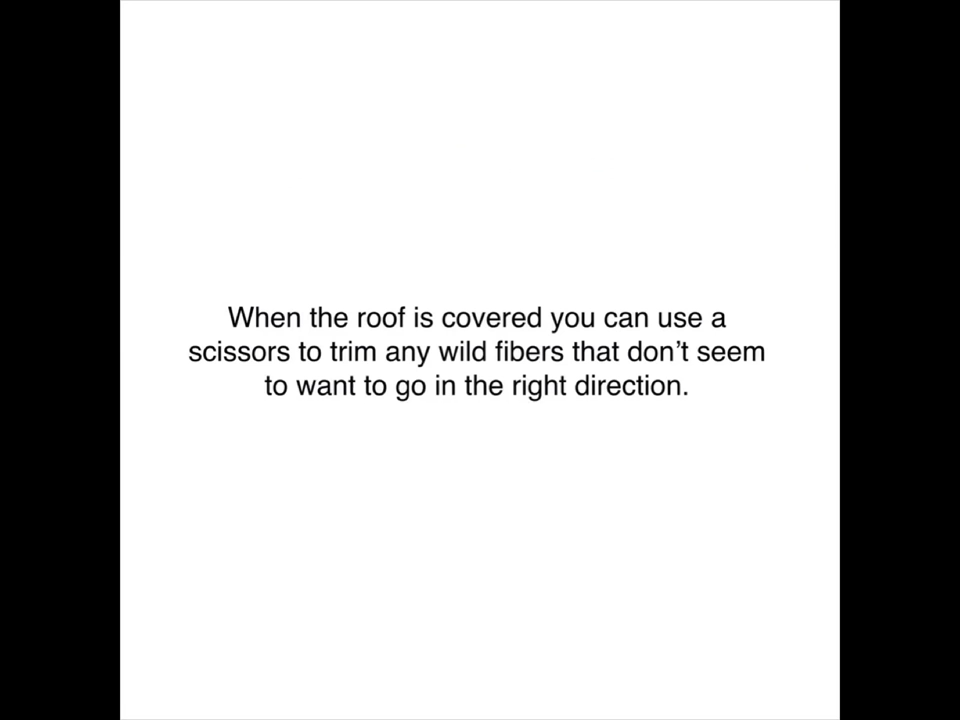 When the roof is covered you can use a
scissors to trim any wild fibers that don’t seem
to want to go in the right direction.